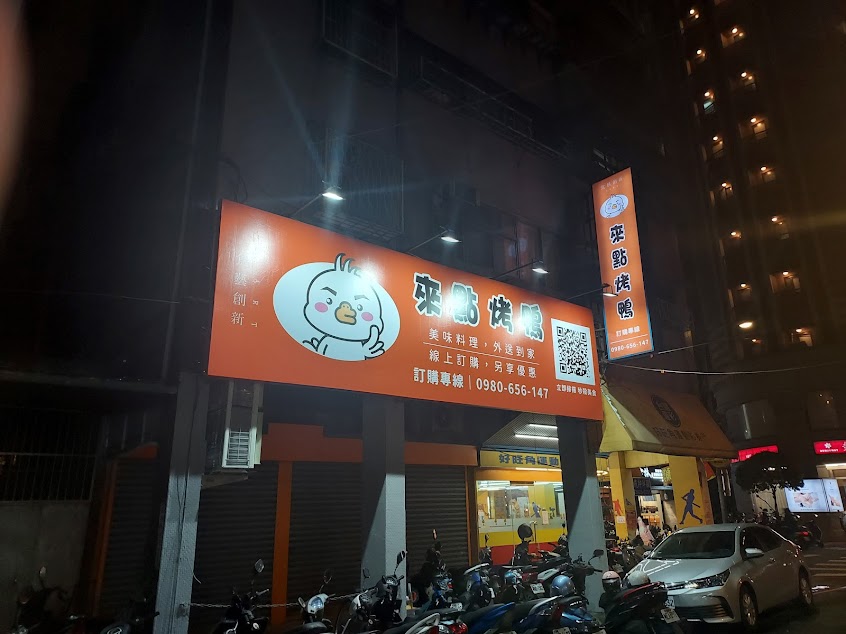 來點烤鴨
美味料理，外送到家
線上訂購，另享優惠
訂購專線 | 0980-656-147
創新
來點烤鴨
訂購專線
0980-656-147
好旺角運動